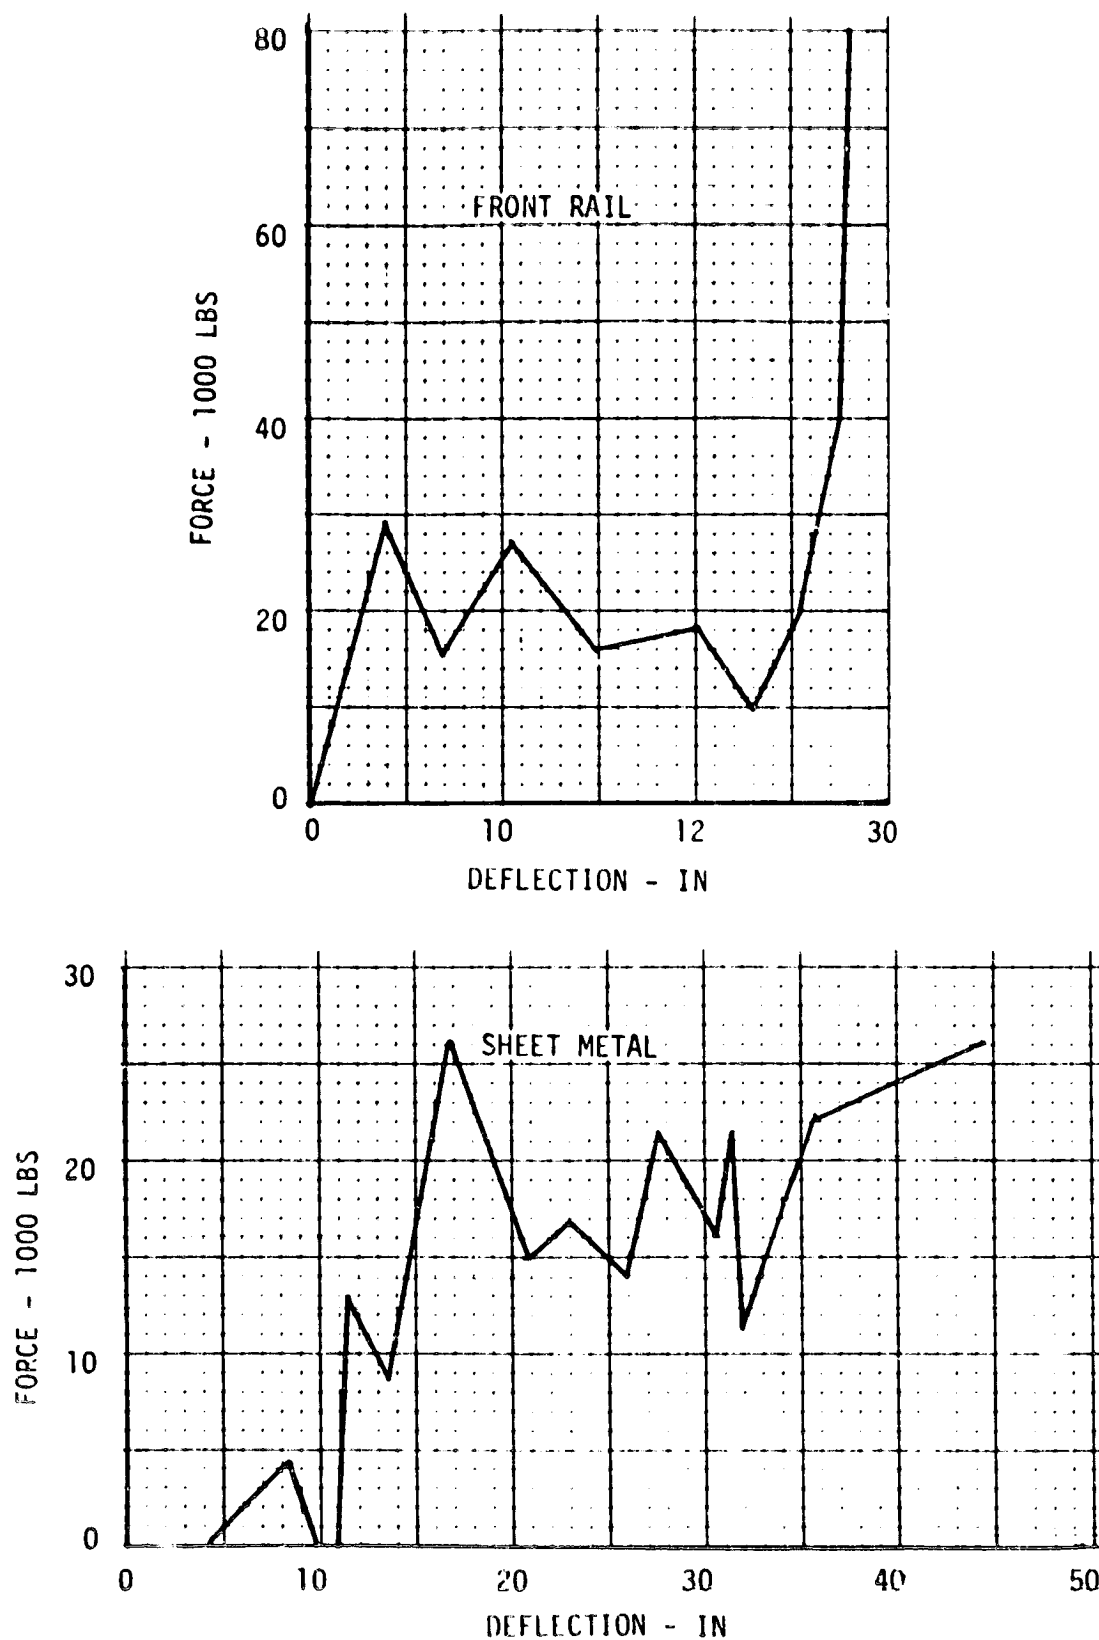 80
FRONT RAIL
60
FORCE - 1000 LBS
40
20
0
0 10 12 30
DEFLECTION - IN
30
SHEET METAL
20
FORCE - 1000 LBS
10
0
0 10 20 30 40 50
DEFLECTION - IN